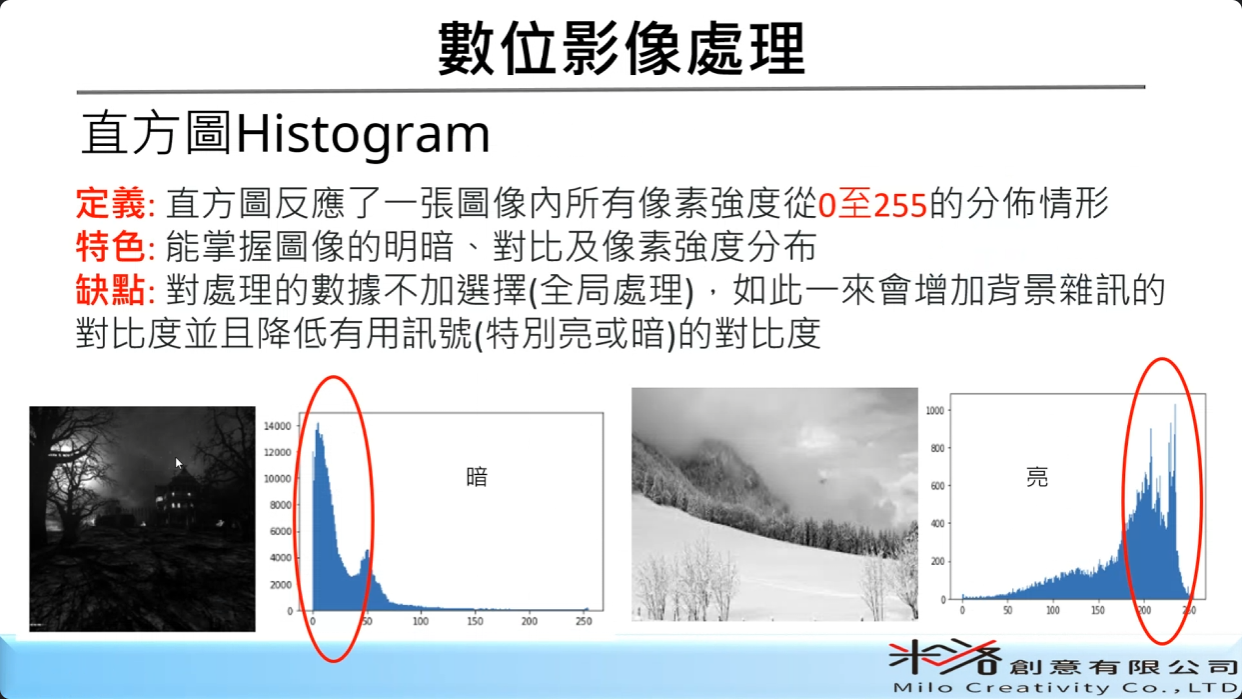 數位影像處理
直方圖Histogram
定義: 直方圖反應了一張圖像內所有像素強度從0至255的分佈情形
特色: 能掌握圖像的明暗、對比及像素強度分布
缺點: 對處理的數據不加選擇(全局處理)，如此一來會增加背景雜訊的
對比度並且降低有用訊號(特別亮或暗)的對比度
14000
12000
10000
8000
6000
4000
2000
0
0 50 100 150 200 250
暗
1000
800
600
400
200
0
0 50 100 150 200 250
亮
米洛創意有限公司
Milo Creativity Co.,LTD